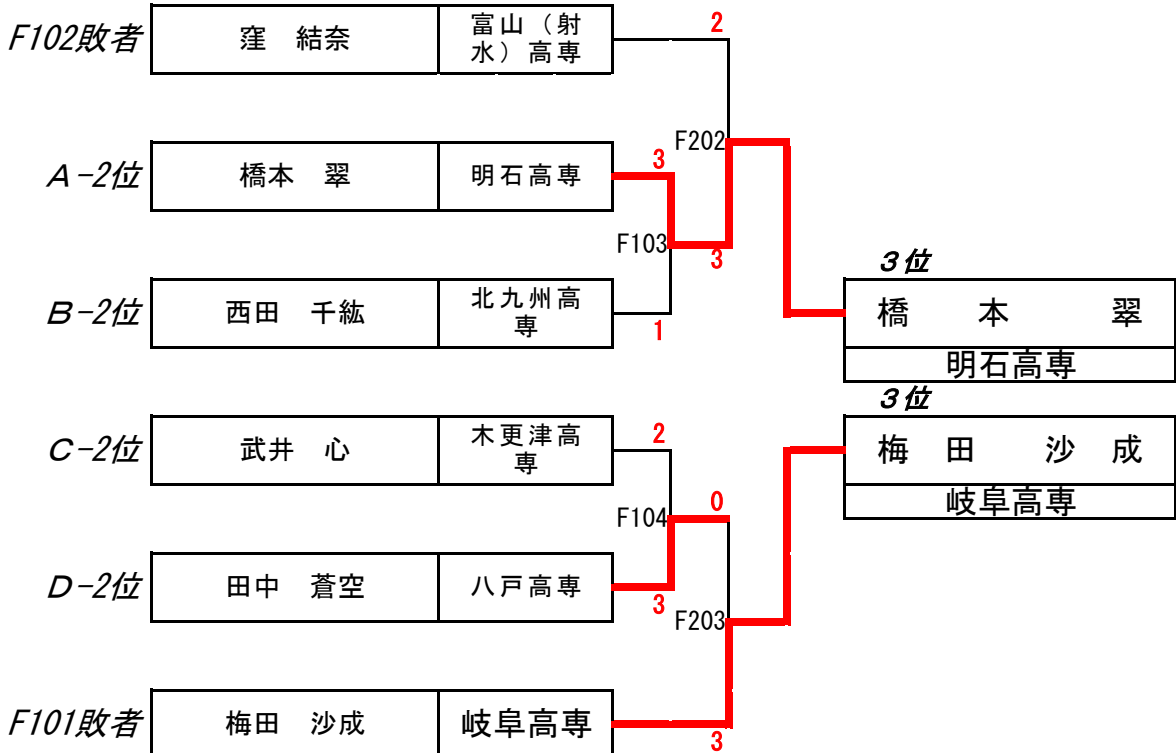 F102敗者 窪 結奈 富山（射
水）高専 2
F202
A-2位 橋本 翠 明石高専 3
F103 3
B-2位 西田 千紘 北九州高
専 1
3位
橋 本 翠
明石高専
3位
梅 田 沙 成
岐阜高専
C-2位 武井 心 木更津高
専 2
F104 0
D-2位 田中 蒼空 八戸高専 3
F203
F101敗者 梅田 沙成 岐阜高専 3